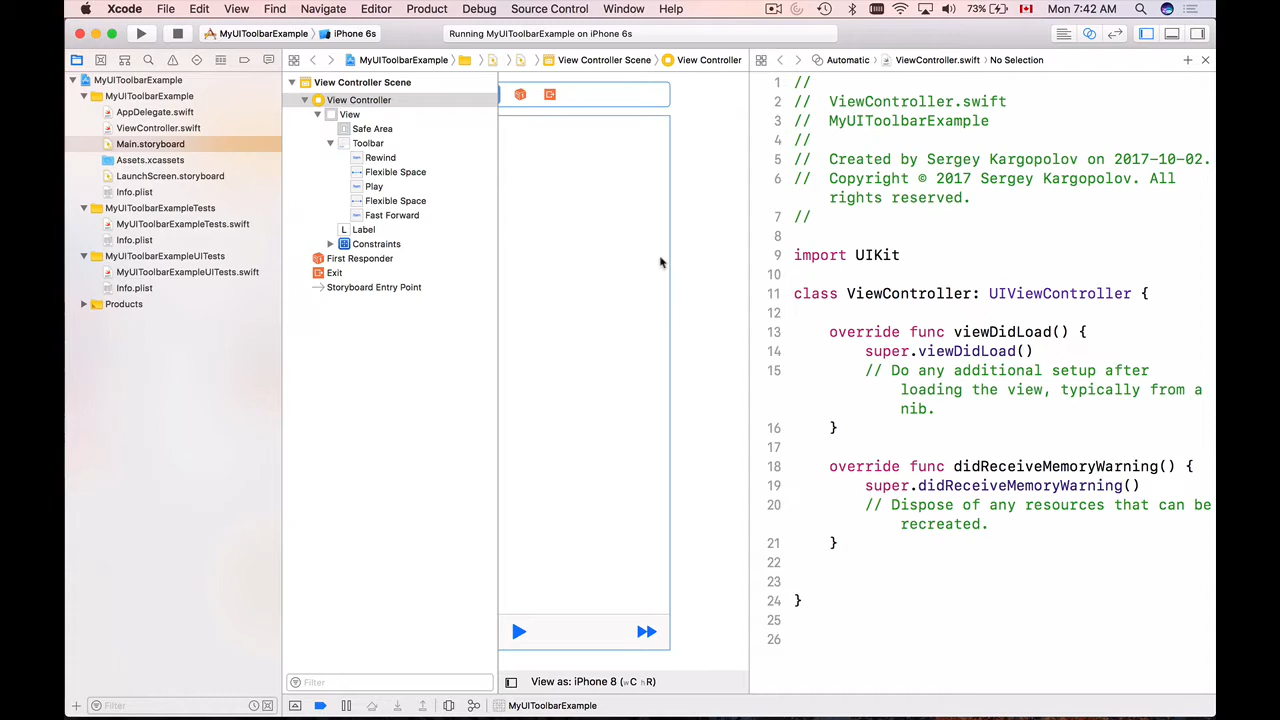 Xcode File Edit View Find Navigate Editor Product Debug Source Control Window Help 73% Mon 7:42 AM
MyUIToolbarExample iPhone 6s Running MyUIToolbarExample on iPhone 6s
MyUIToolbarExample View Controller Scene View Controller Automatic ViewController.swift No Selection
MyUIToolbarExample
MyUIToolbarExample
AppDelegate.swift
ViewController.swift
Main.storyboard
Assets.xcassets
LaunchScreen.storyboard
Info.plist
MyUIToolbarExampleTests
MyUIToolbarExampleTests.swift
Info.plist
MyUIToolbarExampleUITests
MyUIToolbarExampleUITests.swift
Info.plist
Products
Filter
View Controller Scene
View Controller
View
Safe Area
Toolbar
Rewind
Flexible Space
Play
Flexible Space
Fast Forward
L Label
Constraints
First Responder
Exit
Storyboard Entry Point
Filter
View as: iPhone 8 (wC hR)
MyUIToolbarExample
1 //
2 // ViewController.swift
3 // MyUIToolbarExample
4 //
5 // Created by Sergey Kargopolov on 2017-10-02.
6 // Copyright © 2017 Sergey Kargopolov. All
rights reserved.
7 //
8
9 import UIKit
10
11 class ViewController: UIViewController {
12
13 override func viewDidLoad() {
14 super.viewDidLoad()
15 // Do any additional setup after
loading the view, typically from a
nib.
16 }
17
18 override func didReceiveMemoryWarning() {
19 super.didReceiveMemoryWarning()
20 // Dispose of any resources that can be
recreated.
21 }
22
23
24 }
25
26